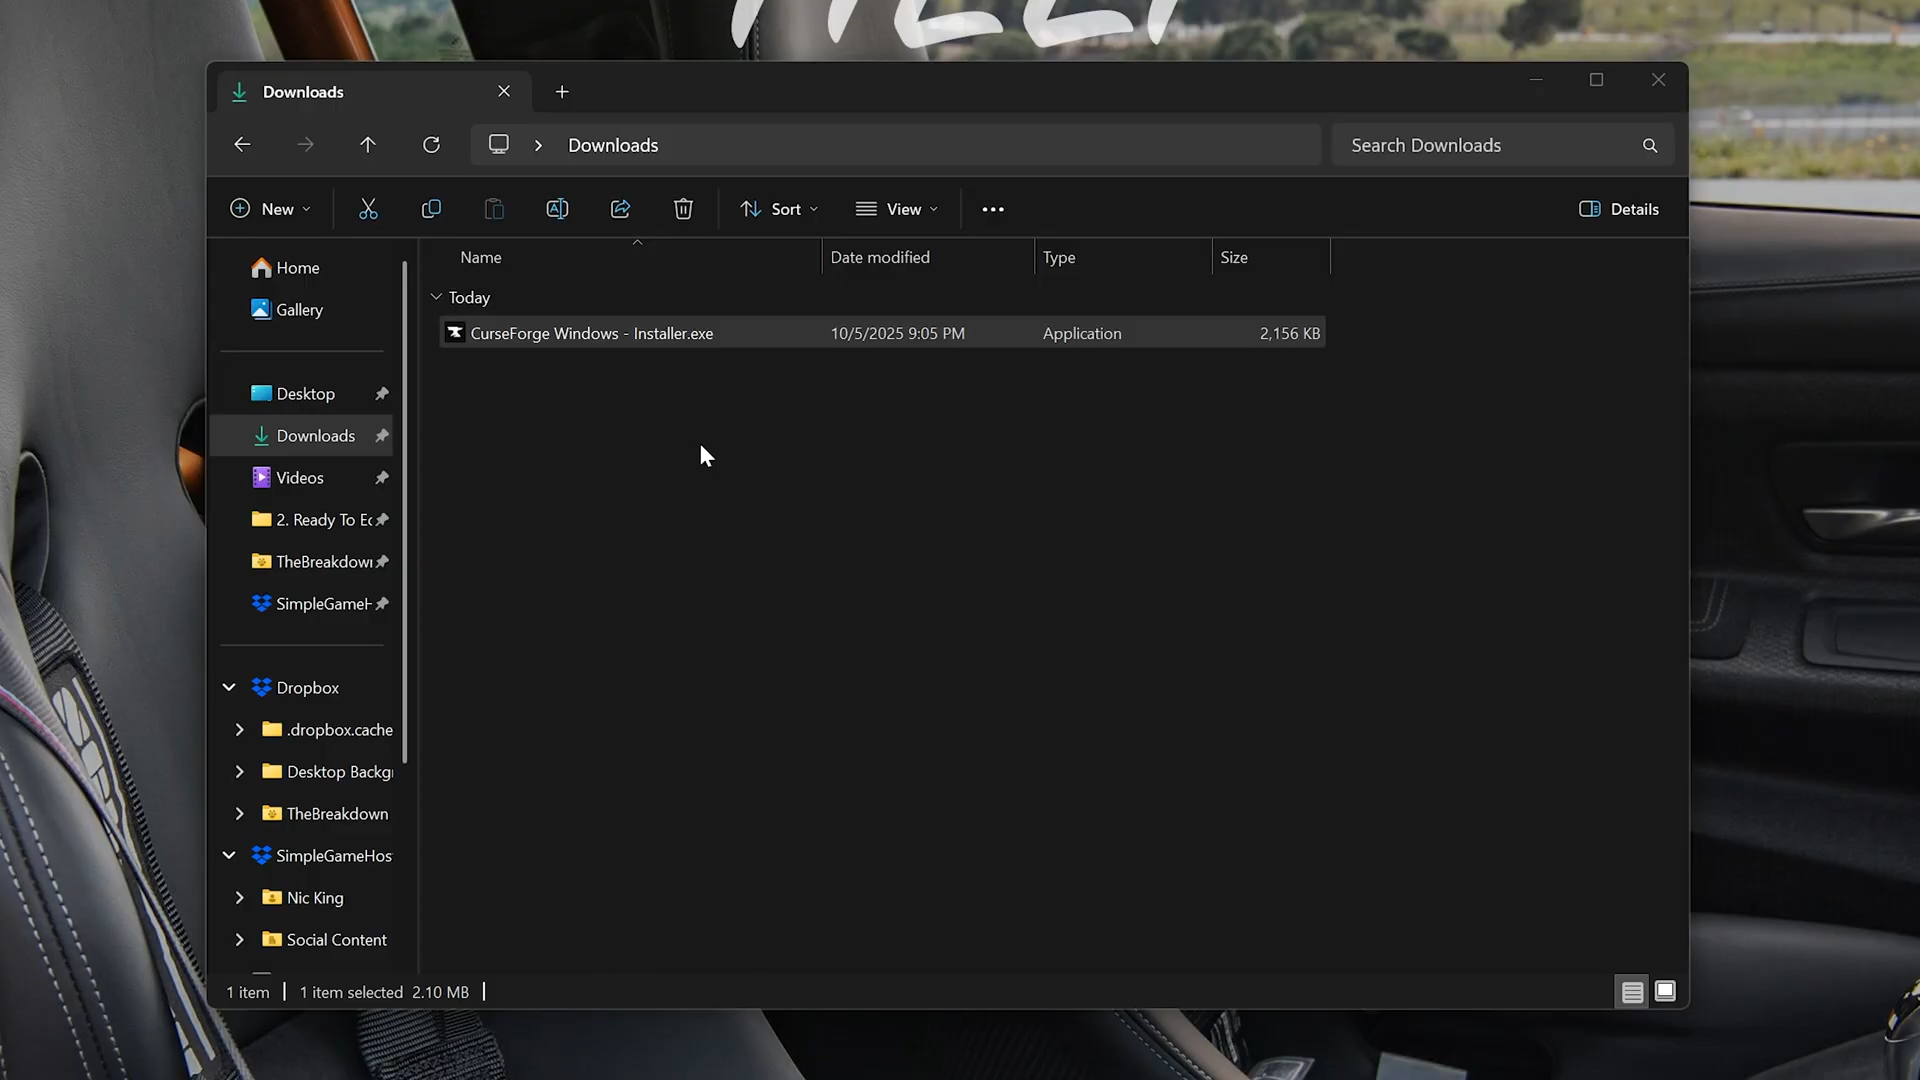 Downloads
Downloads
Search Downloads
New
Sort
View
Details
Name
Date modified
Type
Size
Today
CurseForge Windows - Installer.exe
10/5/2025 9:05 PM
Application
2,156 KB
Home
Gallery
Desktop
Downloads
Videos
2. Ready To Ec
TheBreakdow
SimpleGameH
Dropbox
.dropbox.cache
Desktop Backg
TheBreakdown
SimpleGameHos
Nic King
Social Content
1 item
1 item selected 2.10 MB